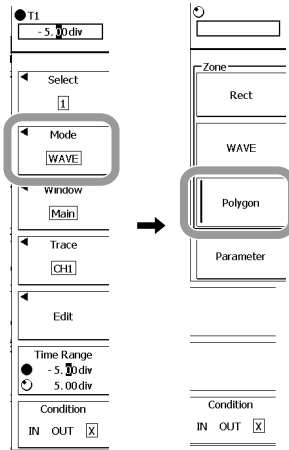 T1
- 5. 00 div
Select
1
Mode
WAVE
Window
Main
Trace
CH1
Edit
Time Range
- 5. 00 div
5. 00 div
Condition
IN OUT X
Zone
Rect
WAVE
Polygon
Parameter
Condition
IN OUT X